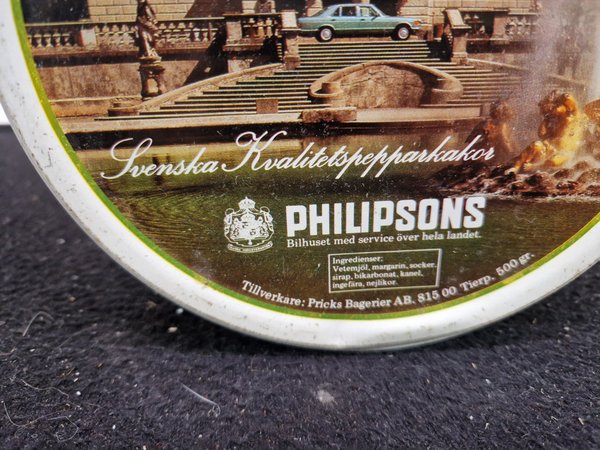 Svenska Kvalitetspepparkakor
PHILIPSONS
Bilhuset med service över hela landet.
Ingredienser:
Vetemjöl, margarin, socker,
sirap, bikarbonat, kanel,
ingefära, nejlikor.
Tillverkare: Pricks Bagerier AB. 815 00 Tierp. 500 gr.